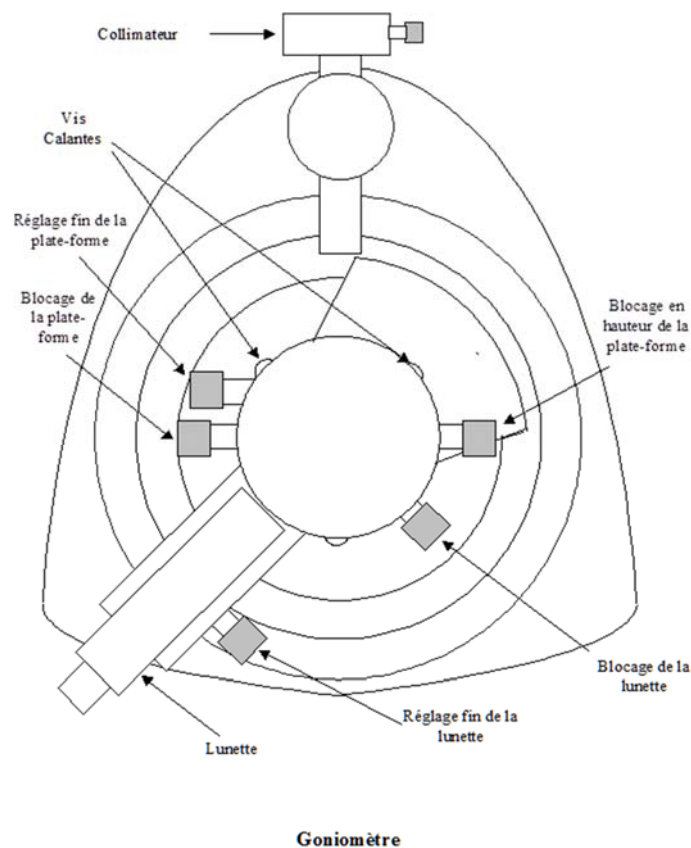 Collimateur
Vis
Calantes
Réglage fin de la
plate-forme
Blocage de
la plate-
forme
Blocage en
hauteur de la
plate-forme
Blocage de la
lunette
Réglage fin de la
lunette
Lunette
Goniomètre